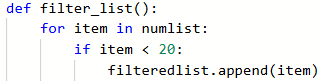 def filter_list():
    for item in numlist:
        if item < 20:
            filteredlist.append(item)